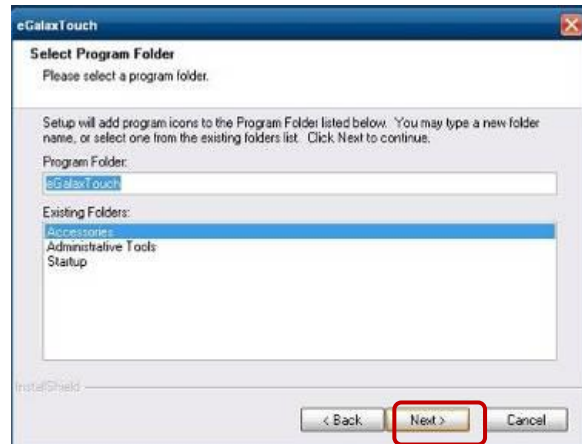 eGalaxTouch
Select Program Folder
Please select a program folder.
Setup will add program icons to the Program Folder listed below. You may type a new folder
name, or select one from the existing folders list. Click Next to continue.
Program Folder:
eGalaxTouch
Existing Folders:
Accessories
Administrative Tools
Startup
InstallShield
< Back
Next >
Cancel